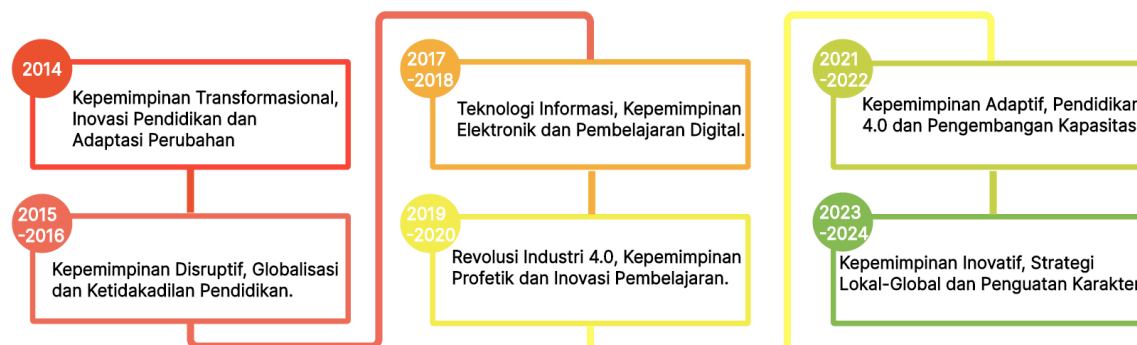 2014
Kepemimpinan Transformasional,
Inovasi Pendidikan dan
Adaptasi Perubahan
2015
-2016
Kepemimpinan Disruptif, Globalisasi
dan Ketidakadilan Pendidikan.
2017
-2018
Teknologi Informasi, Kepemimpinan
Elektronik dan Pembelajaran Digital.
2019
-2020
Revolusi Industri 4.0, Kepemimpinan
Profetik dan Inovasi Pembelajaran.
2021
-2022
Kepemimpinan Adaptif, Pendidikan
4.0 dan Pengembangan Kapasitas
2023
-2024
Kepemimpinan Inovatif, Strategi
Lokal-Global dan Penguatan Karakter